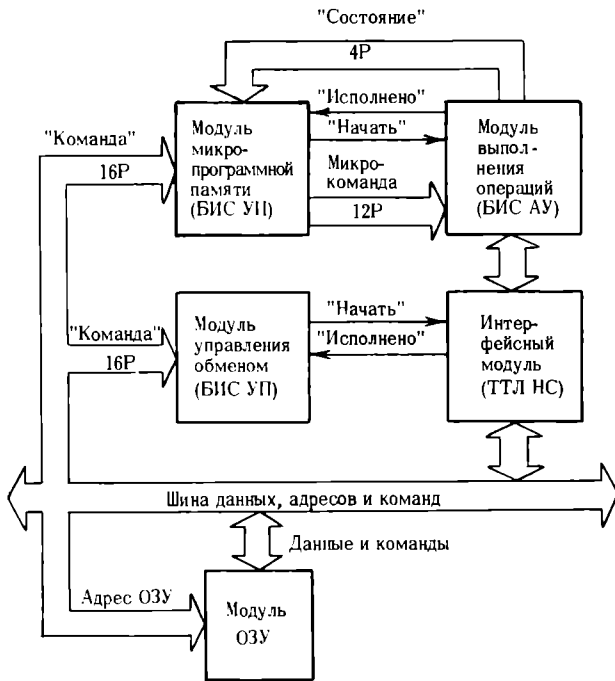 "Состояние"
4Р
"Исполнено"
"Начать"
"Команда"
16Р
Модуль
микро-
программной
памяти
(БИС УП)
Микро-
команда
12Р
Модуль
выпол-
нения
операций
(БИС АУ)
"Команда"
16Р
Модуль
управления
обменом
(БИС УП)
"Начать"
"Исполнено"
Интер-
фейсный
модуль
(ТТЛ НС)
Шина данных, адресов и команд
Данные и команды
Адрес ОЗУ
Модуль
ОЗУ